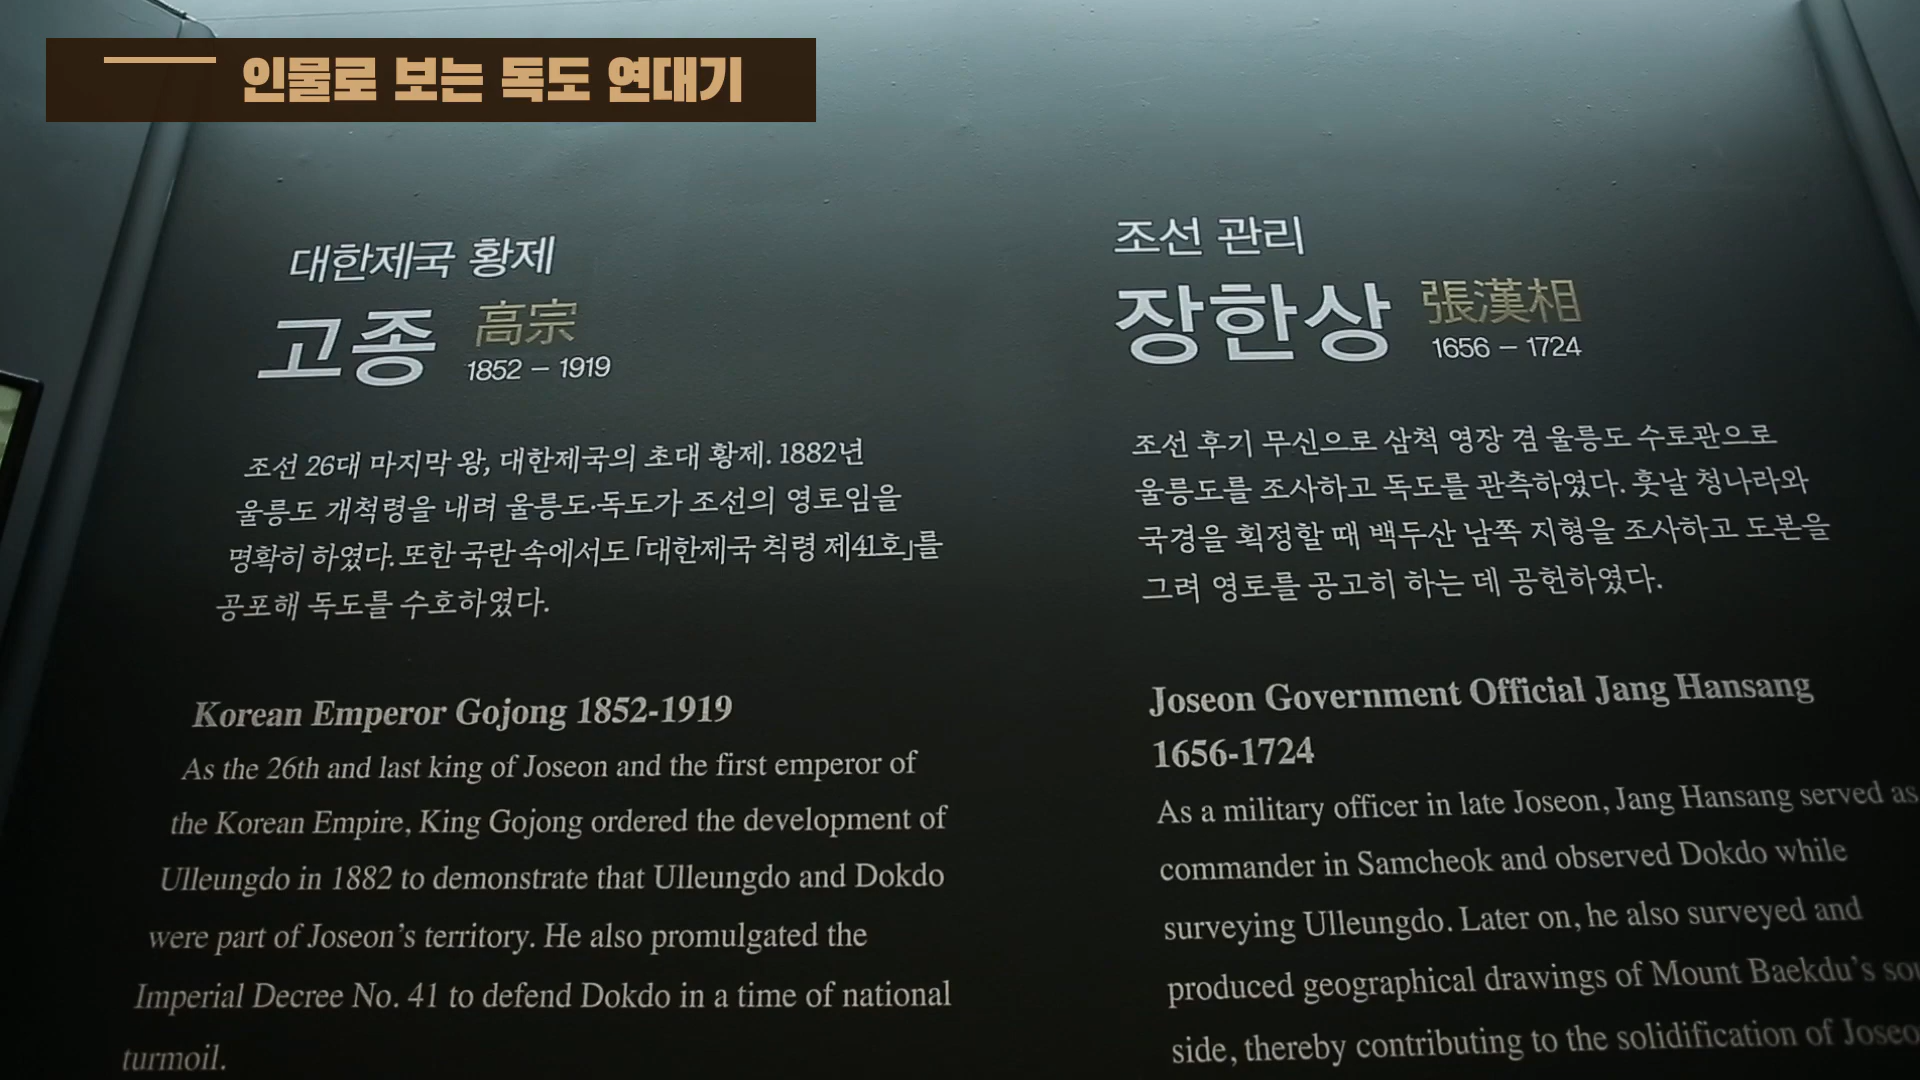 인물로 보는 독도 연대기
대한제국 황제
고종 高宗
1852 – 1919
조선 26대 마지막 왕, 대한제국의 초대 황제. 1882년
울릉도 개척령을 내려 울릉도·독도가 조선의 영토임을
명확히 하였다. 또한 국란 속에서도 「대한제국 칙령 제41호」를
공포해 독도를 수호하였다.
Korean Emperor Gojong 1852-1919
As the 26th and last king of Joseon and the first emperor of
the Korean Empire, King Gojong ordered the development of
Ulleungdo in 1882 to demonstrate that Ulleungdo and Dokdo
were part of Joseon's territory. He also promulgated the
Imperial Decree No. 41 to defend Dokdo in a time of national
turmoil.
조선 관리
장한상 張漢相
1656 – 1724
조선 후기 무신으로 삼척 영장 겸 울릉도 수토관으로
울릉도를 조사하고 독도를 관측하였다. 훗날 청나라와
국경을 획정할 때 백두산 남쪽 지형을 조사하고 도본을
그려 영토를 공고히 하는 데 공헌하였다.
Joseon Government Official Jang Hansang
1656-1724
As a military officer in late Joseon, Jang Hansang served as
commander in Samcheok and observed Dokdo while
surveying Ulleungdo. Later on, he also surveyed and
produced geographical drawings of Mount Baekdu's
side, thereby contributing to the solidification of